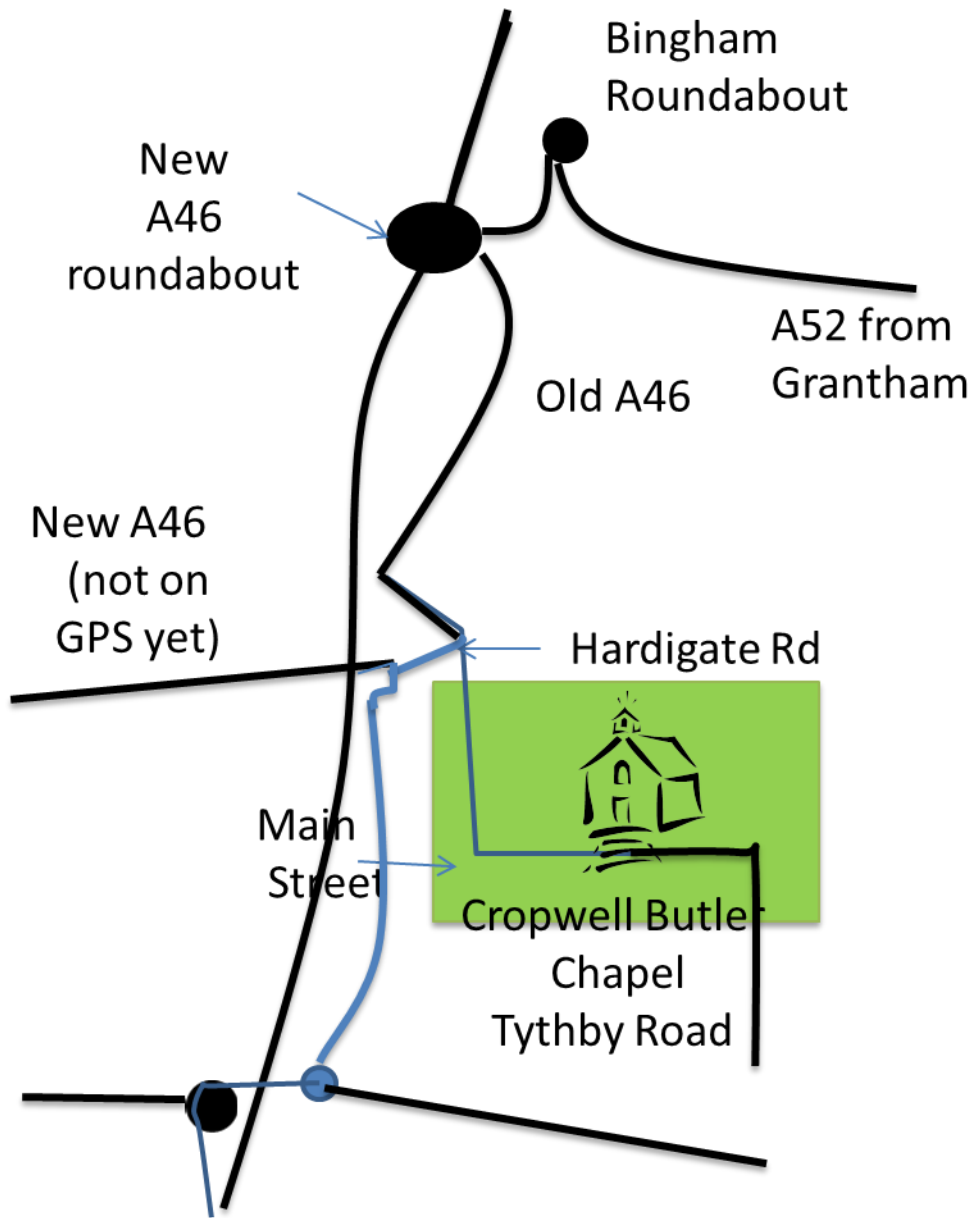 Bingham
Roundabout
New
A46
roundabout
A52 from
Grantham
Old A46
New A46
(not on
GPS yet)
Hardigate Rd
Main
Street
Cropwell Butler
Chapel
Tythby Road